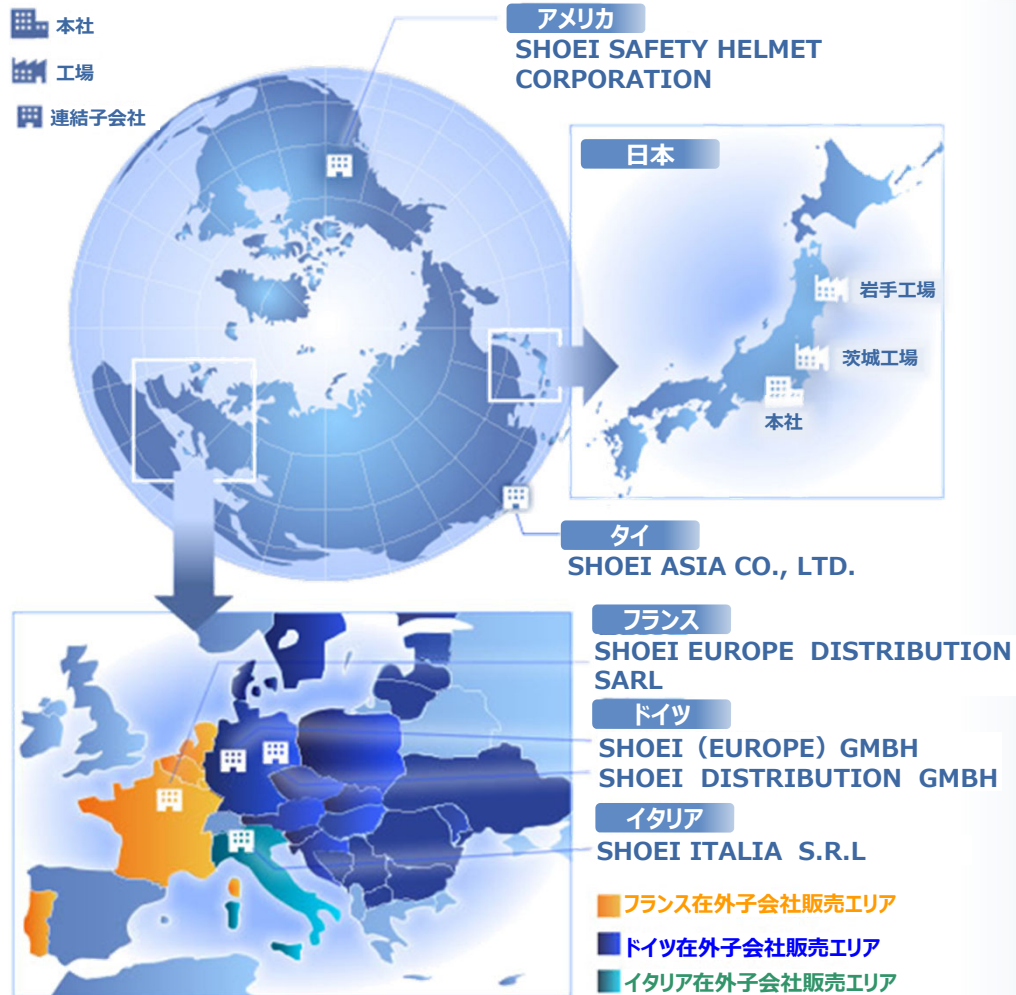 本社
工場
連結子会社
アメリカ
SHOEI SAFETY HELMET
CORPORATION
日本
岩手工場
茨城工場
本社
タイ
SHOEI ASIA CO., LTD.
フランス
SHOEI EUROPE DISTRIBUTION
SARL
ドイツ
SHOEI（EUROPE）GMBH
SHOEI DISTRIBUTION GMBH
イタリア
SHOEI ITALIA S.R.L
フランス在外子会社販売エリア
ドイツ在外子会社販売エリア
イタリア在外子会社販売エリア